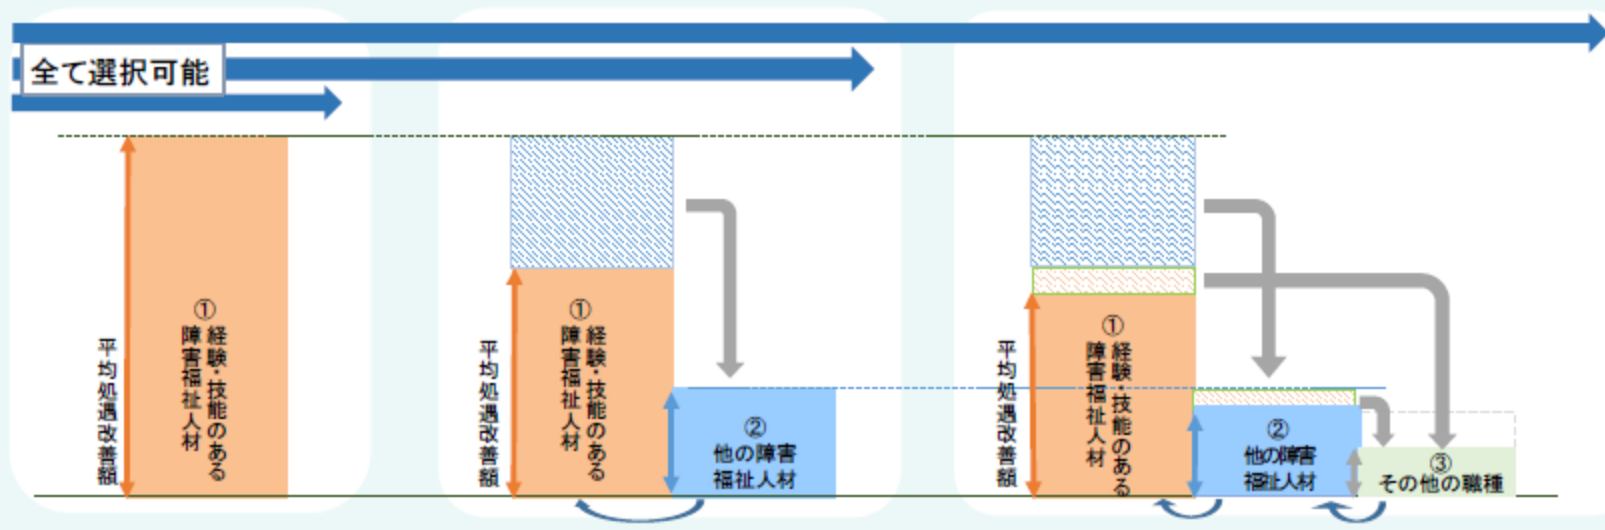 全て選択可能
平均処遇改善額
①
経験・技能のある
障害福祉人材
平均処遇改善額
①
経験・技能のある
障害福祉人材
②
他の障害
福祉人材
平均処遇改善額
①
経験・技能のある
障害福祉人材
②
他の障害
福祉人材
③
その他の職種